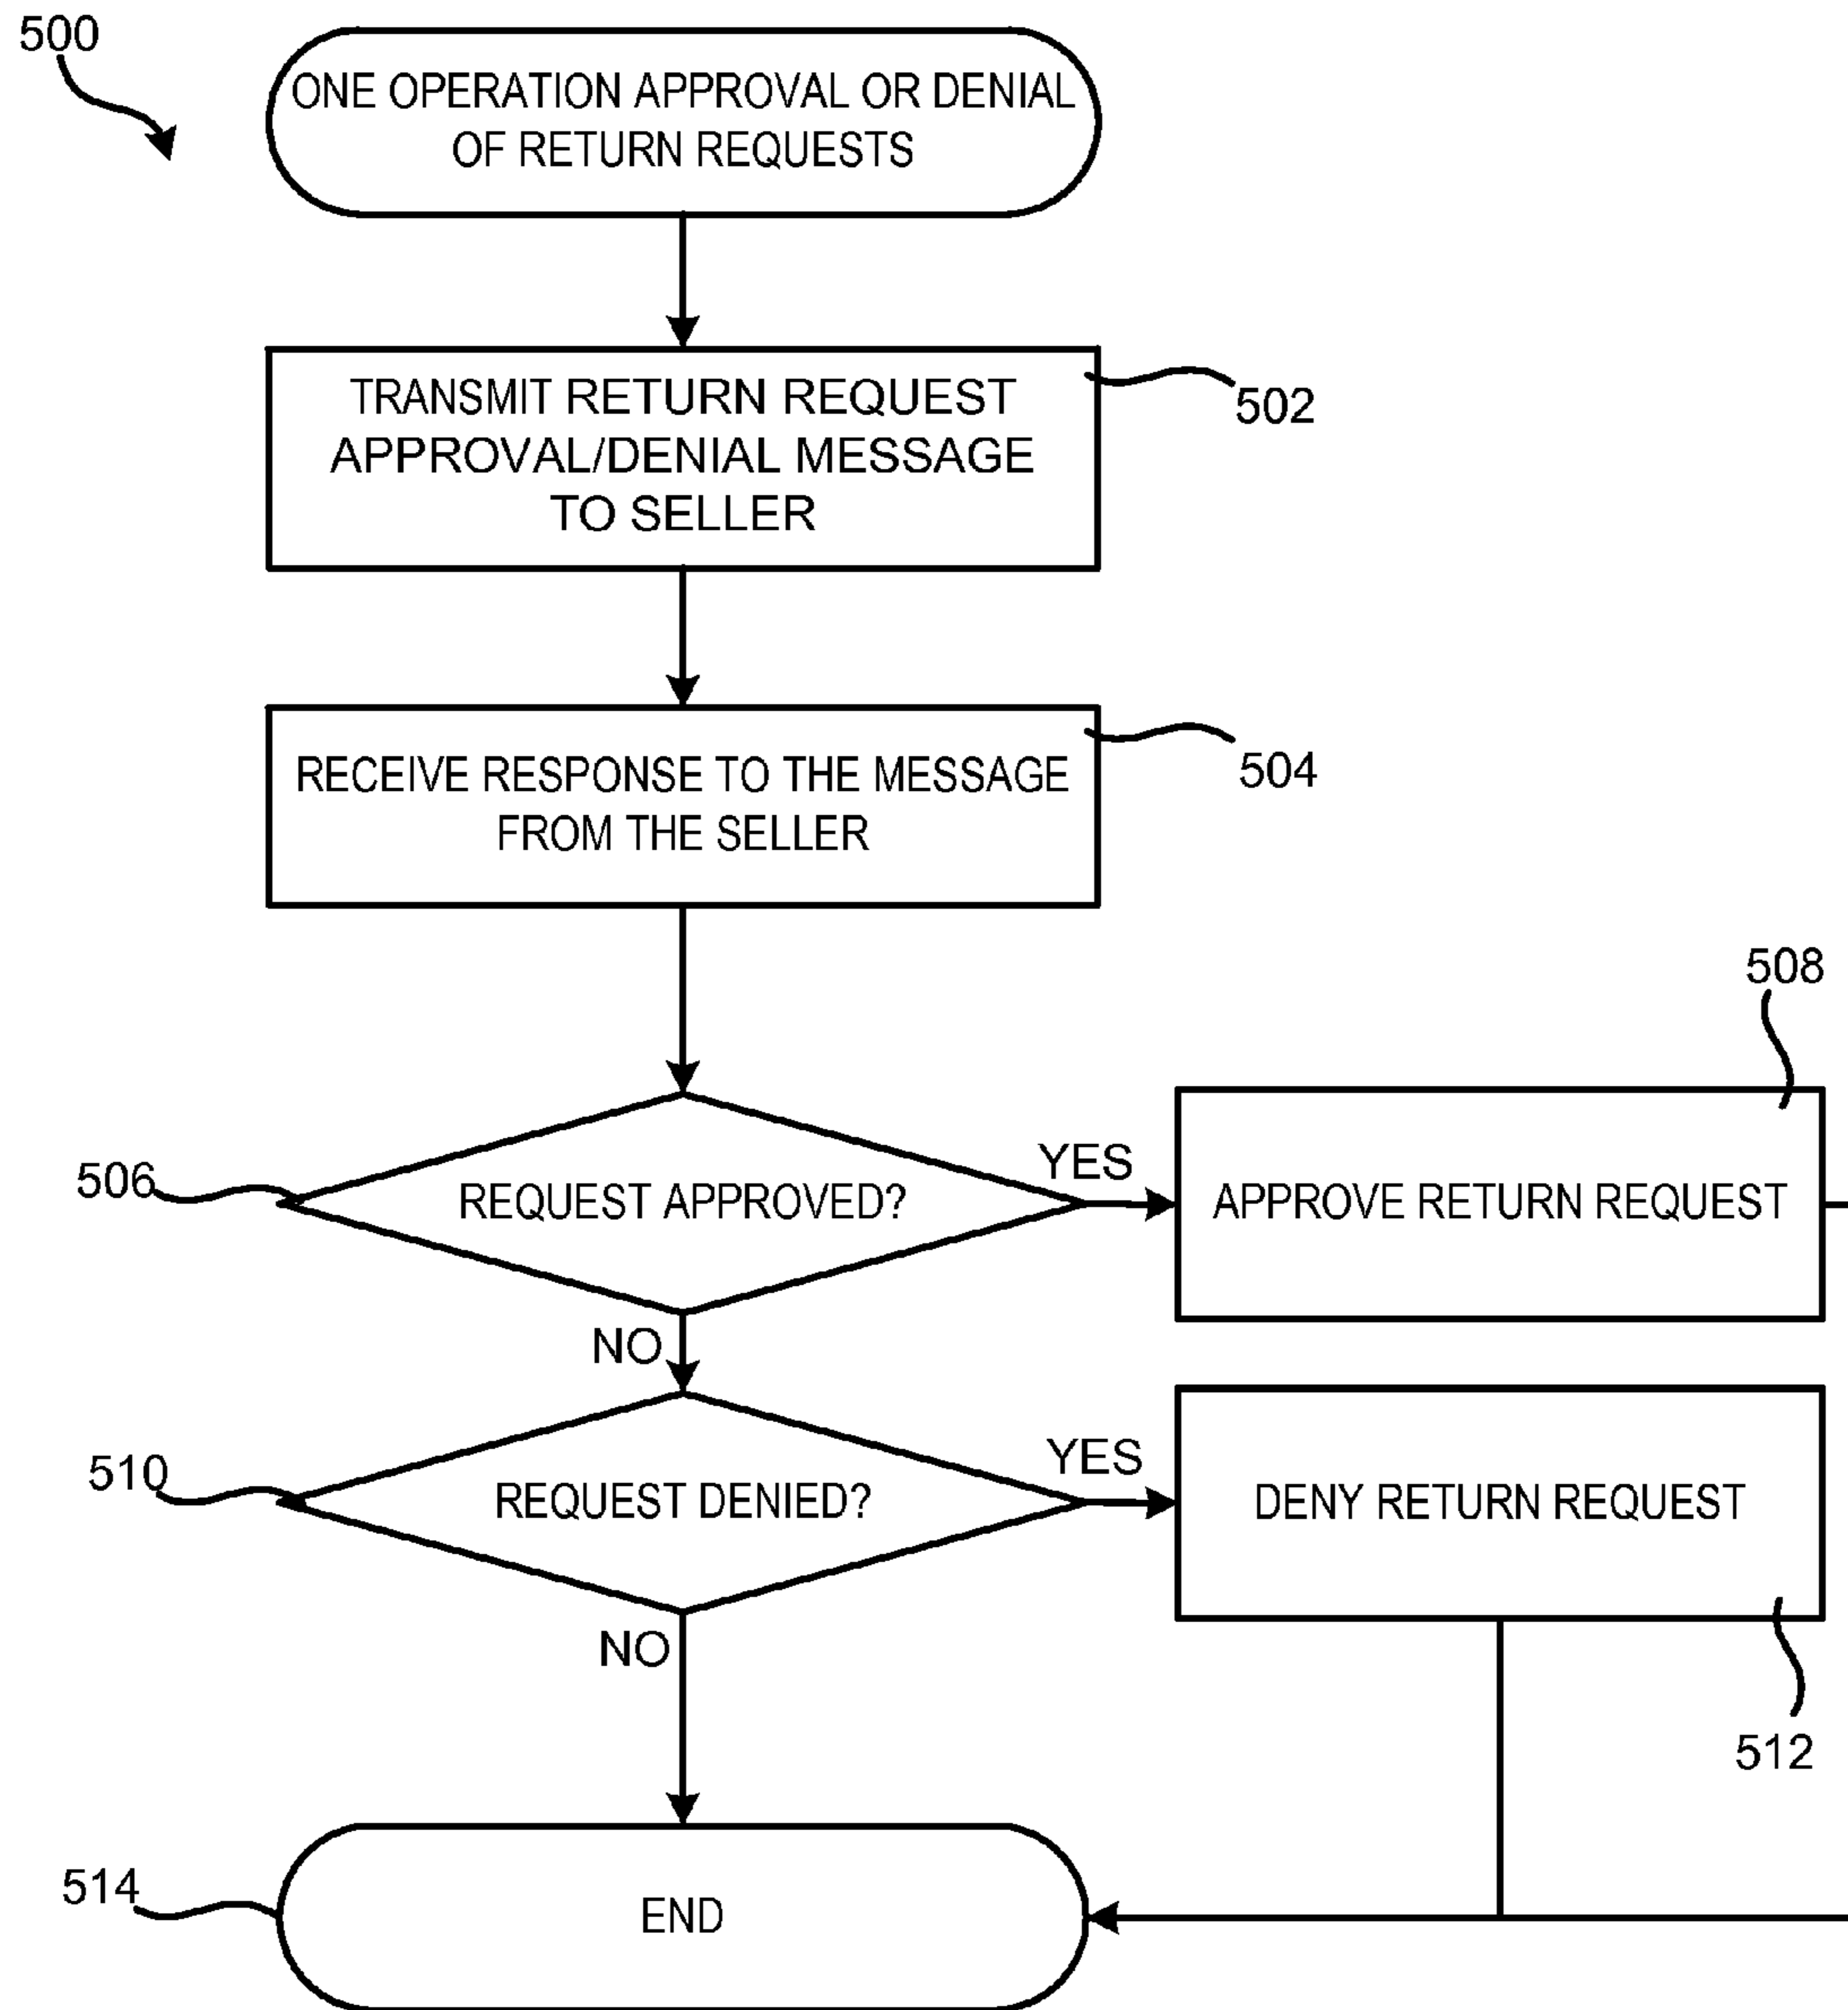 500
ONE OPERATION APPROVAL OR DENIAL
OF RETURN REQUESTS
TRANSMIT RETURN REQUEST
APPROVAL/DENIAL MESSAGE
TO SELLER
502
RECEIVE RESPONSE TO THE MESSAGE
FROM THE SELLER
504
508
506
REQUEST APPROVED?
YES
APPROVE RETURN REQUEST
NO
510
REQUEST DENIED?
YES
DENY RETURN REQUEST
NO
512
514
END